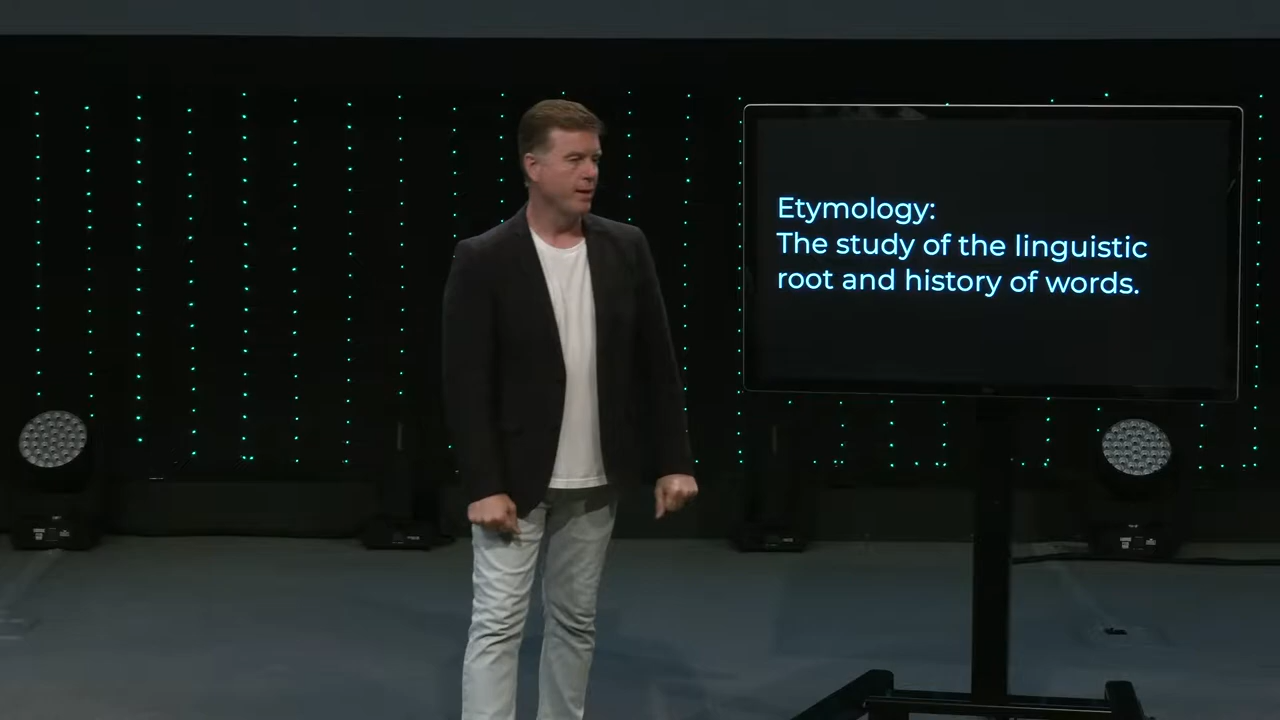 Etymology:
The study of the linguistic
root and history of words.